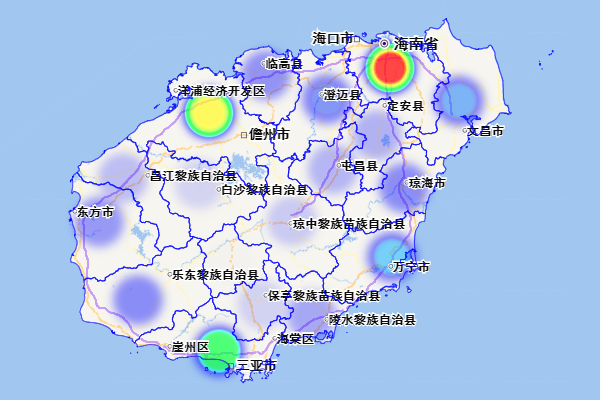 海口市
海南省
临高县
洋浦经济开发区
澄迈县
定安县
文昌市
儋州市
屯昌县
昌江黎族自治县
白沙黎族自治县
琼海市
东方市
琼中黎族苗族自治县
万宁市
乐东黎族自治县
保亭黎族苗族自治县
陵水黎族自治县
海棠区
崖州区
三亚市